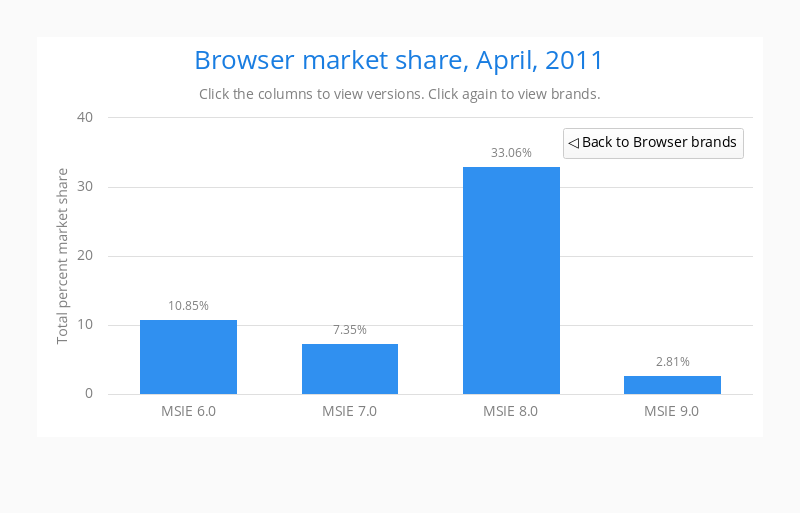 Browser market share, April, 2011
Click the columns to view versions. Click again to view brands.
◁ Back to Browser brands
Total percent market share
40
30
20
10
0
10.85%
7.35%
33.06%
2.81%
MSIE 6.0
MSIE 7.0
MSIE 8.0
MSIE 9.0